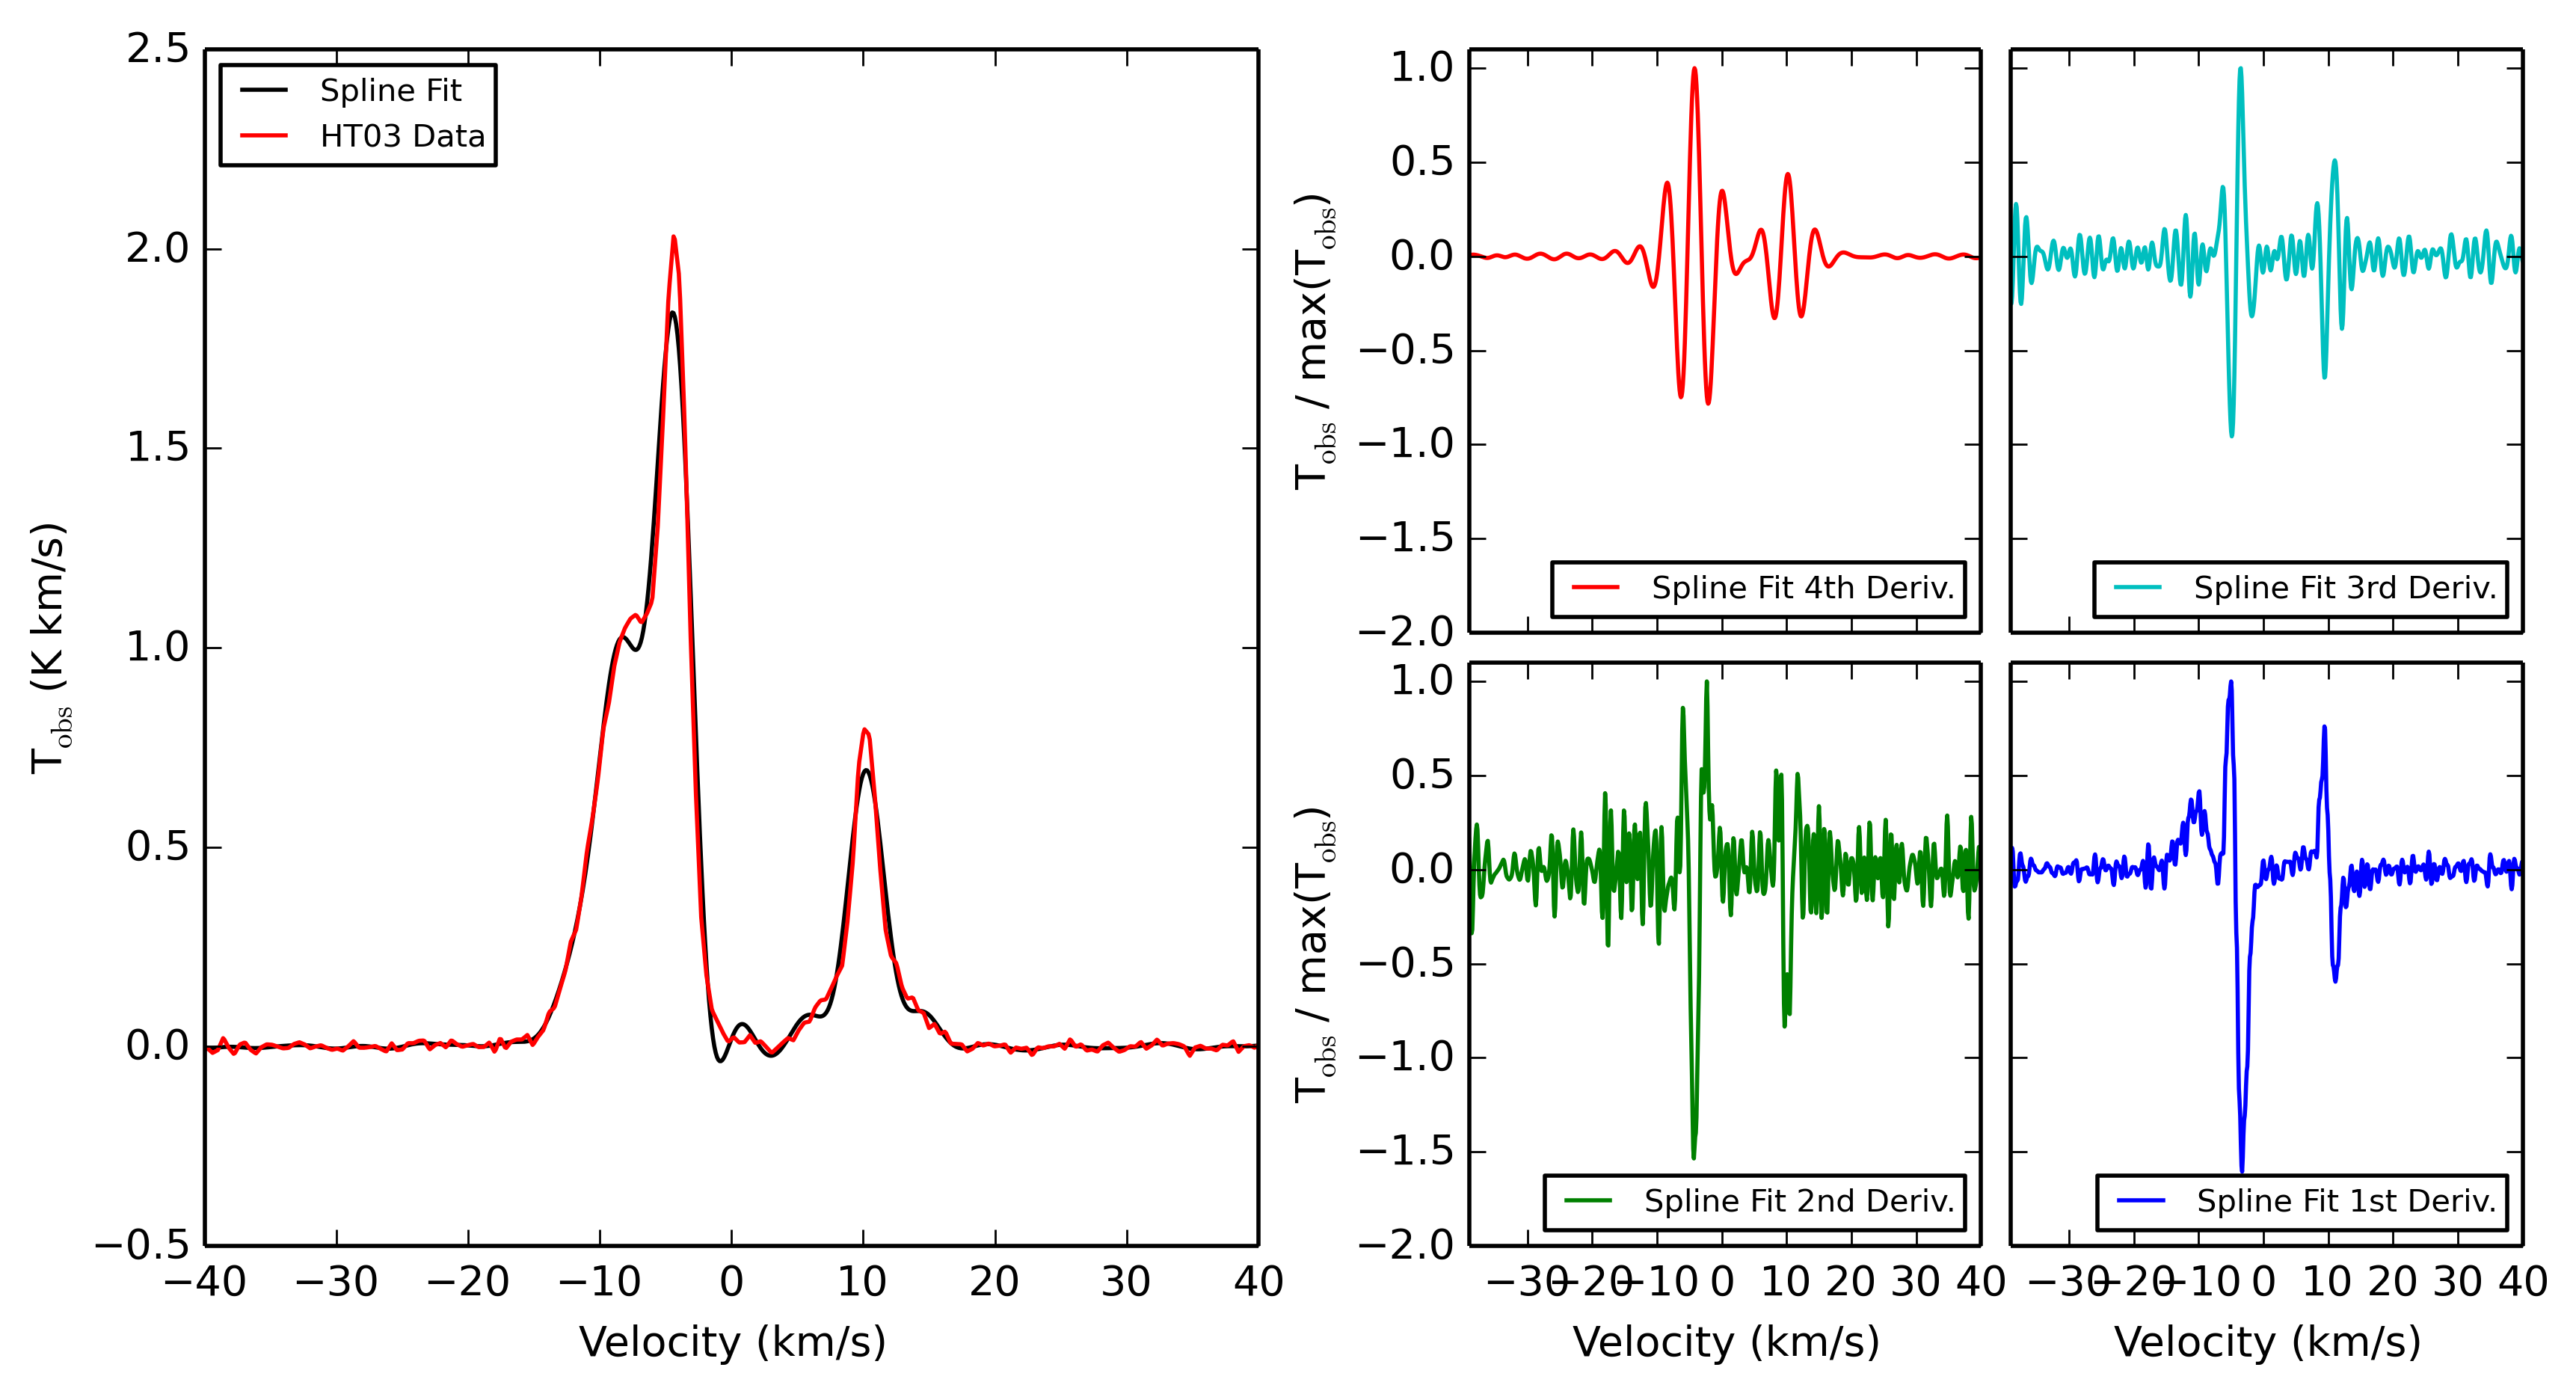 2.5
2.0
1.5
1.0
0.5
0.0
−0.5
T_obs (K km/s)
Spline Fit
HT03 Data
−40 −30 −20 −10 0 10 20 30 40
Velocity (km/s)
1.0
0.5
0.0
−0.5
−1.0
−1.5
−2.0
T_obs / max(T_obs)
Spline Fit 4th Deriv.
Spline Fit 3rd Deriv.
1.0
0.5
0.0
−0.5
−1.0
−1.5
−2.0
T_obs / max(T_obs)
Spline Fit 2nd Deriv.
Spline Fit 1st Deriv.
−30 −20 −10 0 10 20 30 40
−30 −20 −10 0 10 20 30 40
Velocity (km/s)
Velocity (km/s)